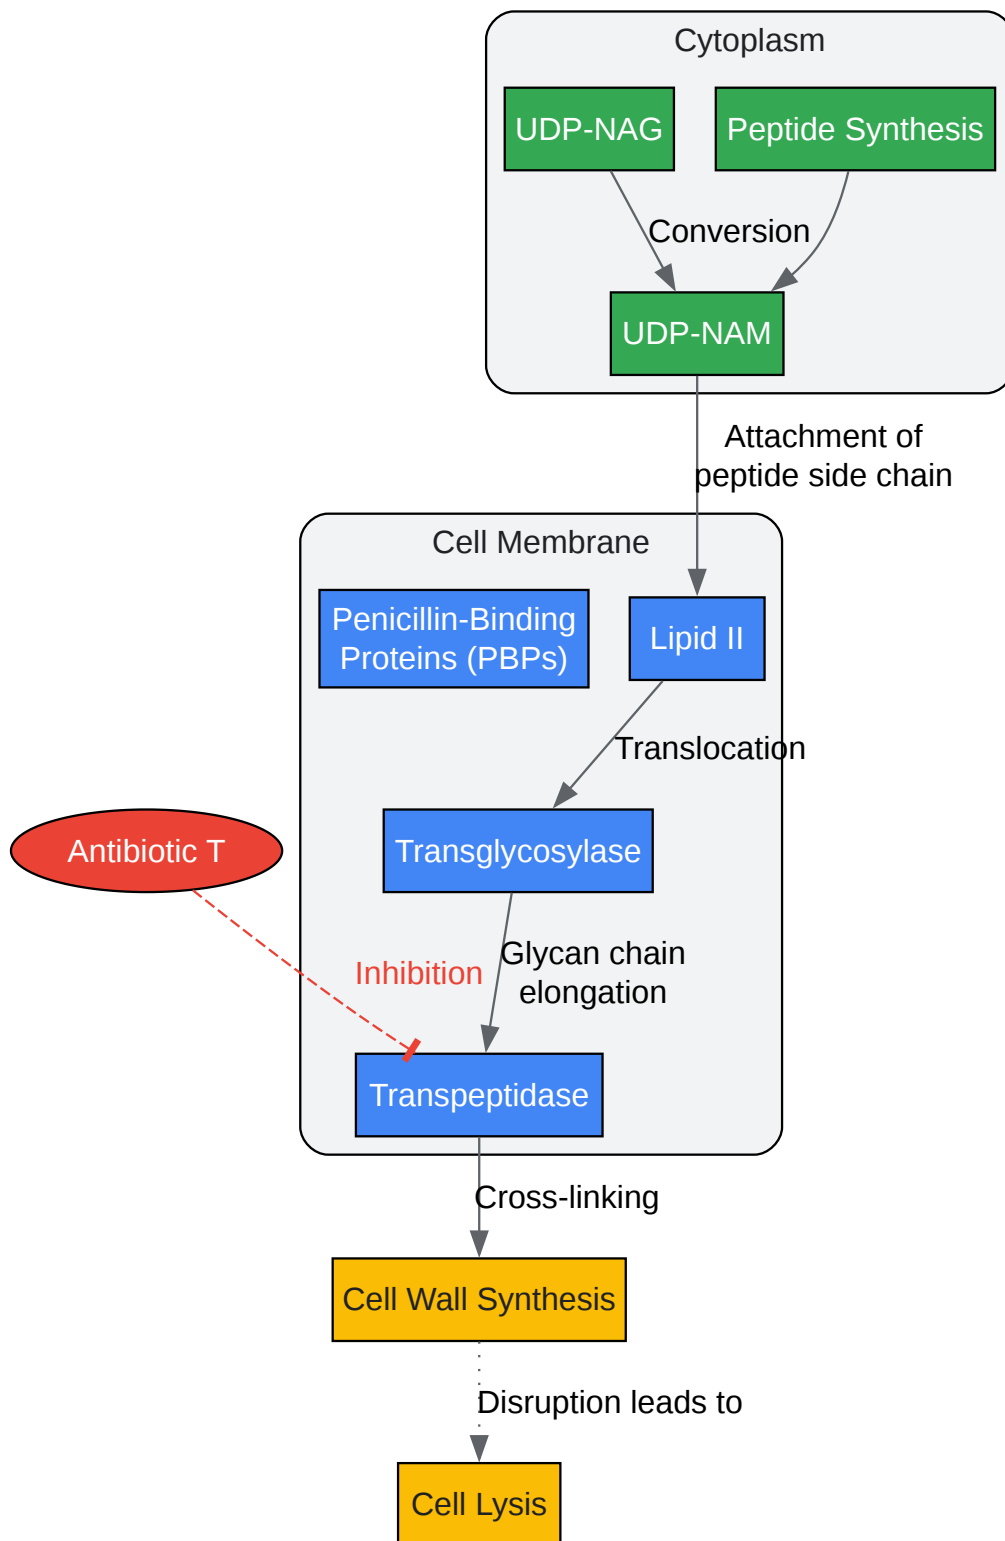 Cytoplasm
UDP-NAG
Peptide Synthesis
Conversion
UDP-NAM
Attachment of
peptide side chain
Cell Membrane
Penicillin-Binding
Proteins (PBPs)
Lipid II
Translocation
Antibiotic T
Transglycosylase
Inhibition
Glycan chain
elongation
Transpeptidase
Cross-linking
Cell Wall Synthesis
Disruption leads to
Cell Lysis